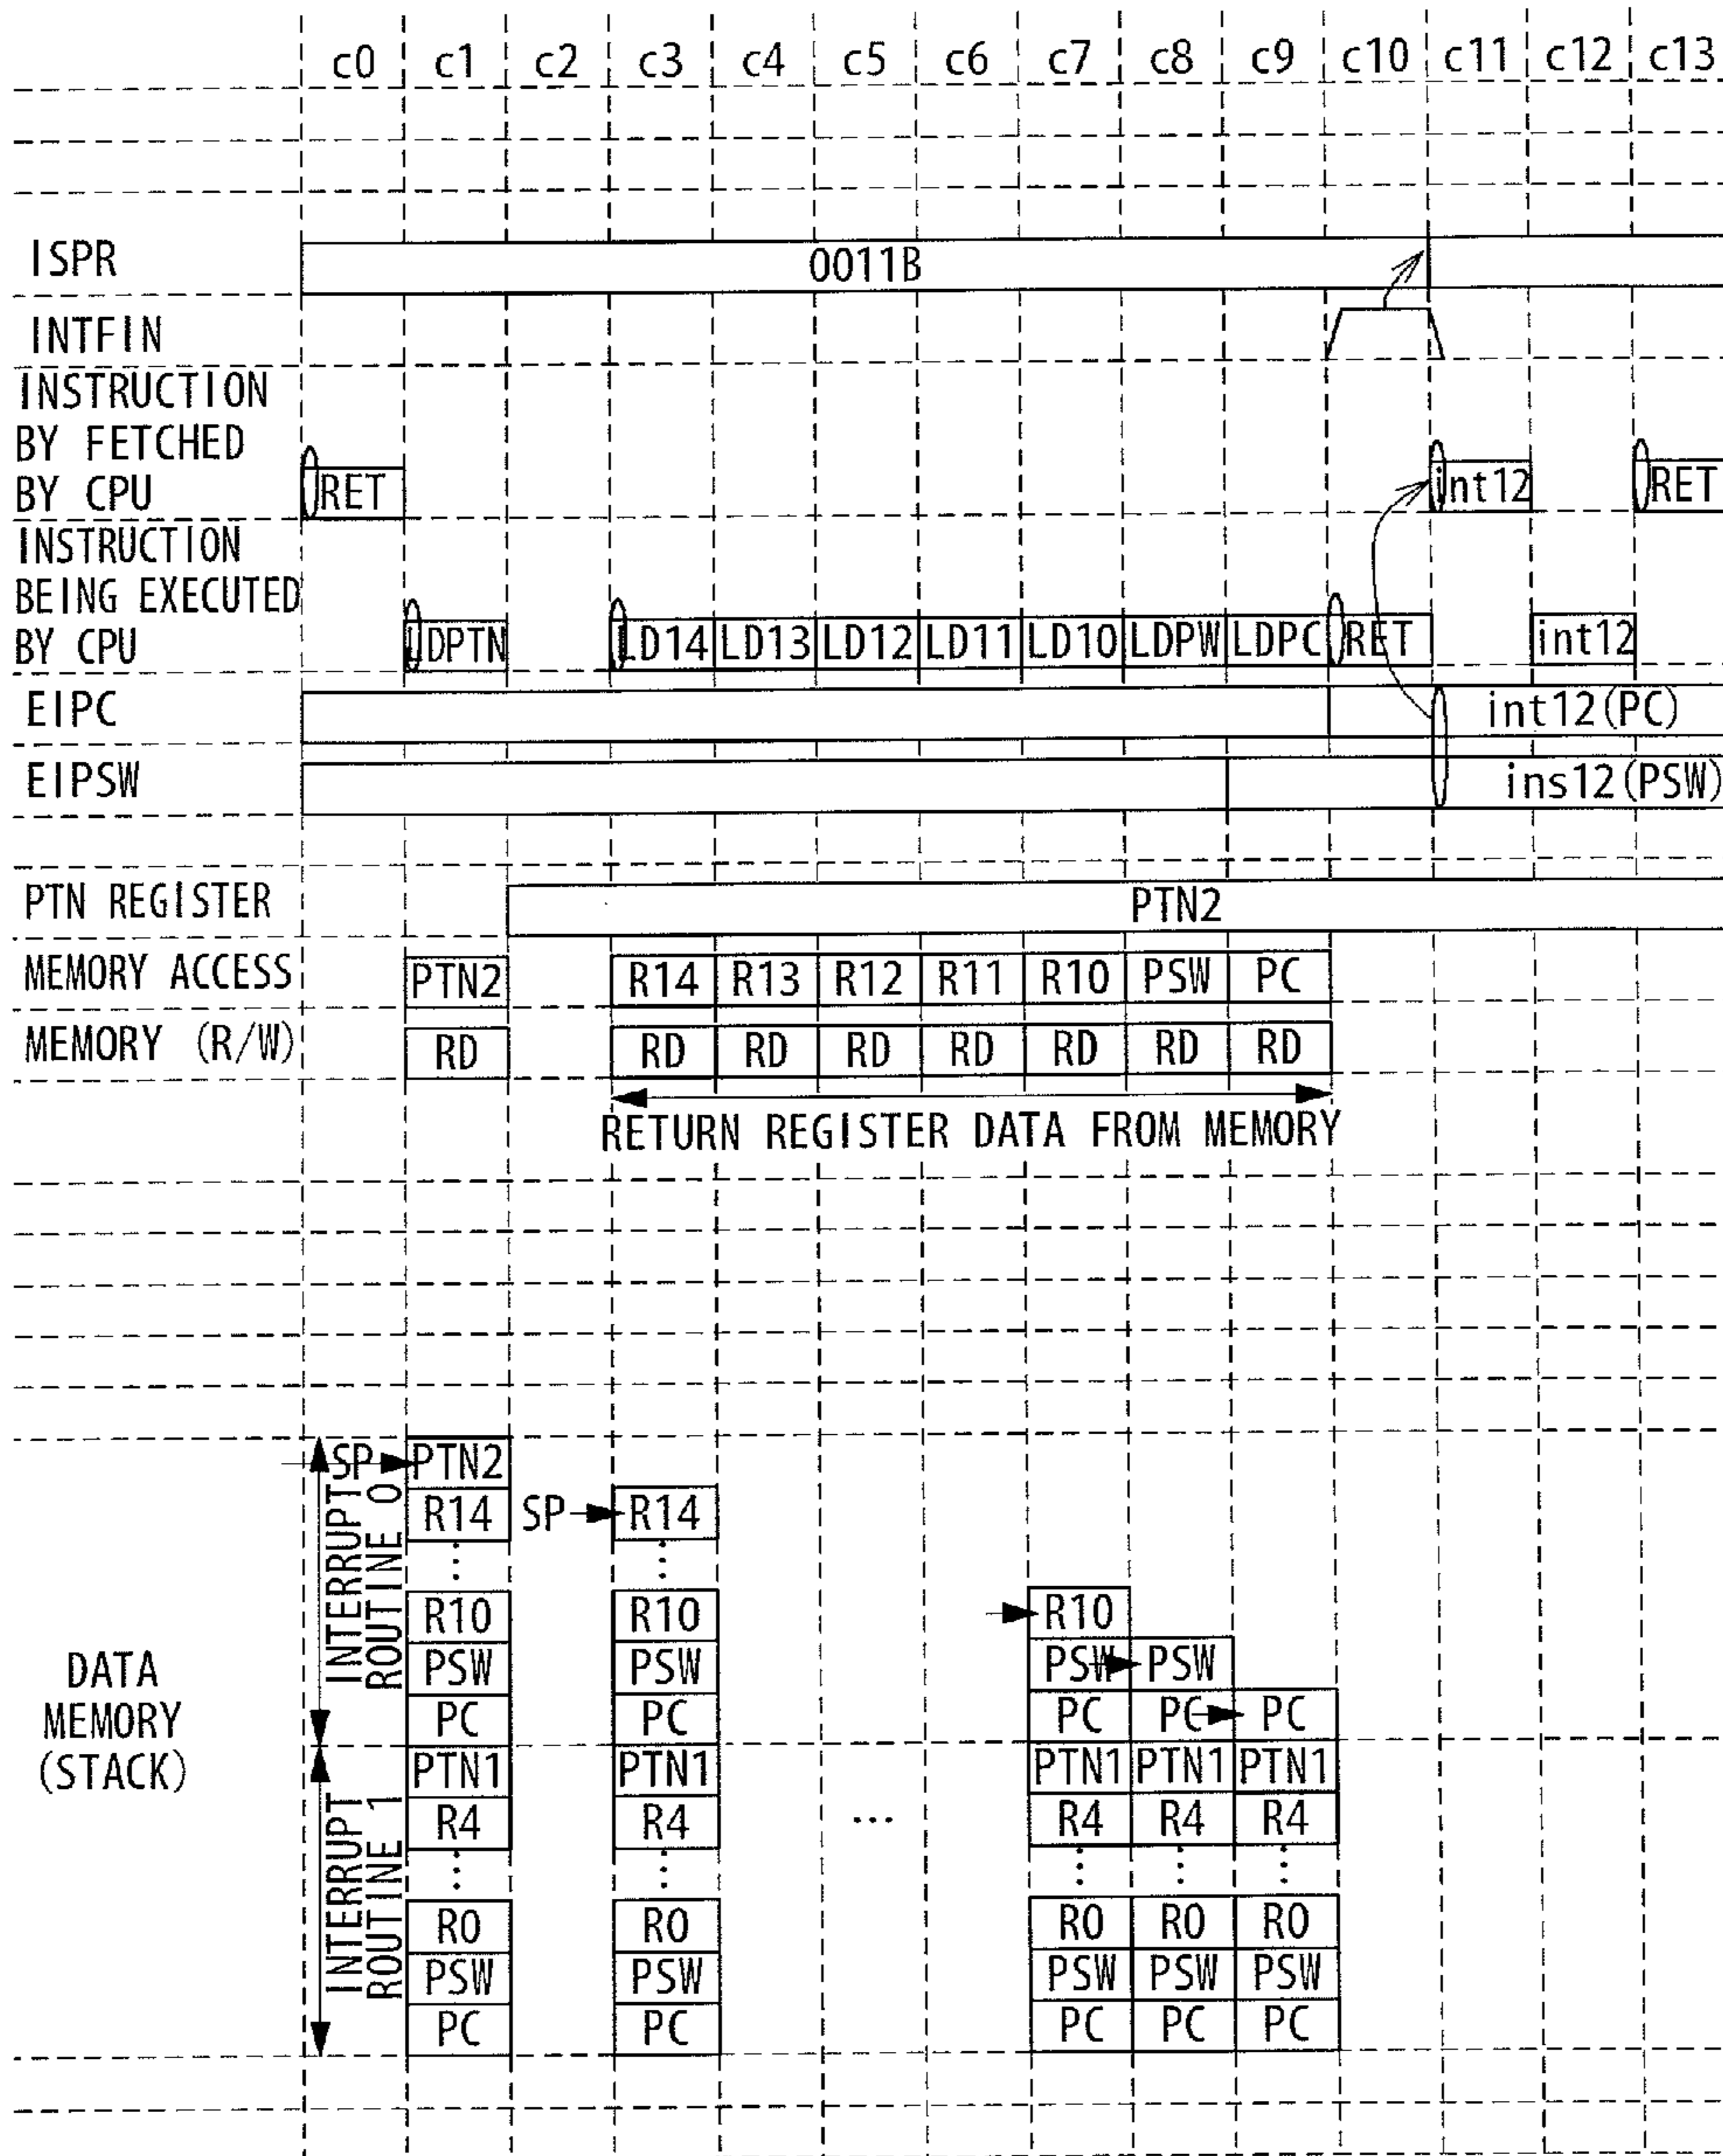 c0 c1 c2 c3 c4 c5 c6 c7 c8 c9 c10 c11 c12 c13
ISPR 0011B
INTFIN
INSTRUCTION
BY FETCHED
BY CPU RET int12 RET
INSTRUCTION
BEING EXECUTED
BY CPU LDPTN LD14 LD13 LD12 LD11 LD10 LDPW LDPC RET int12
EIPC int12(PC)
EIPSW ins12(PSW)
PTN REGISTER PTN2
MEMORY ACCESS PTN2 R14 R13 R12 R11 R10 PSW PC
MEMORY (R/W) RD RD RD RD RD RD RD RD
RETURN REGISTER DATA FROM MEMORY
DATA
MEMORY
(STACK)
INTERRUPT
ROUTINE 0
INTERRUPT
ROUTINE 1
SP PTN2
R14 SP R14
⋮ ⋮
R10 R10 R10
PSW PSW PSW PSW
PC PC PC PC PC
PTN1 PTN1 PTN1 PTN1 PTN1
R4 R4 ... R4 R4 R4
⋮ ⋮ ⋮ ⋮ ⋮
R0 R0 R0 R0 R0
PSW PSW PSW PSW PSW
PC PC PC PC PC